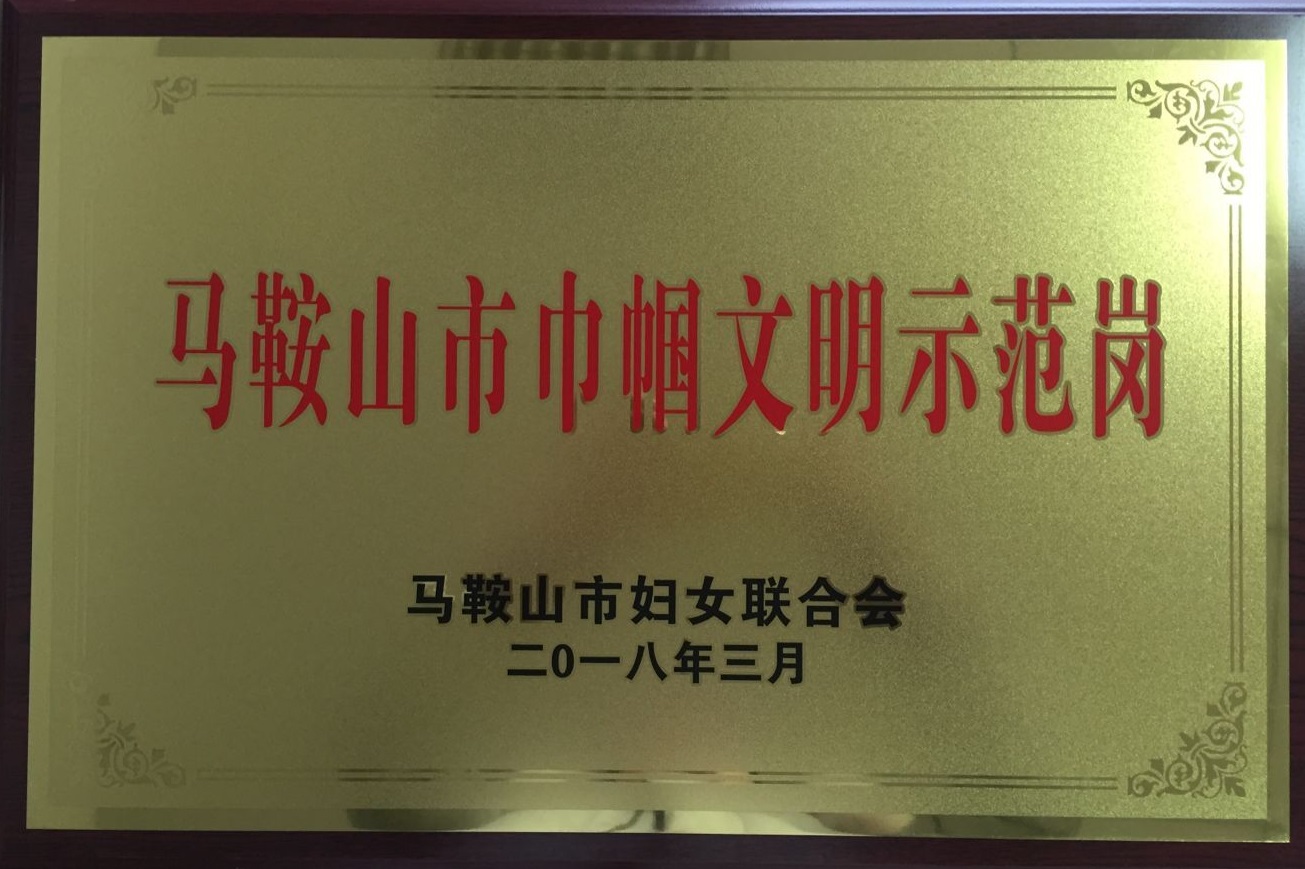 马鞍山市巾帼文明示范岗
马鞍山市妇女联合会
二0一八年三月